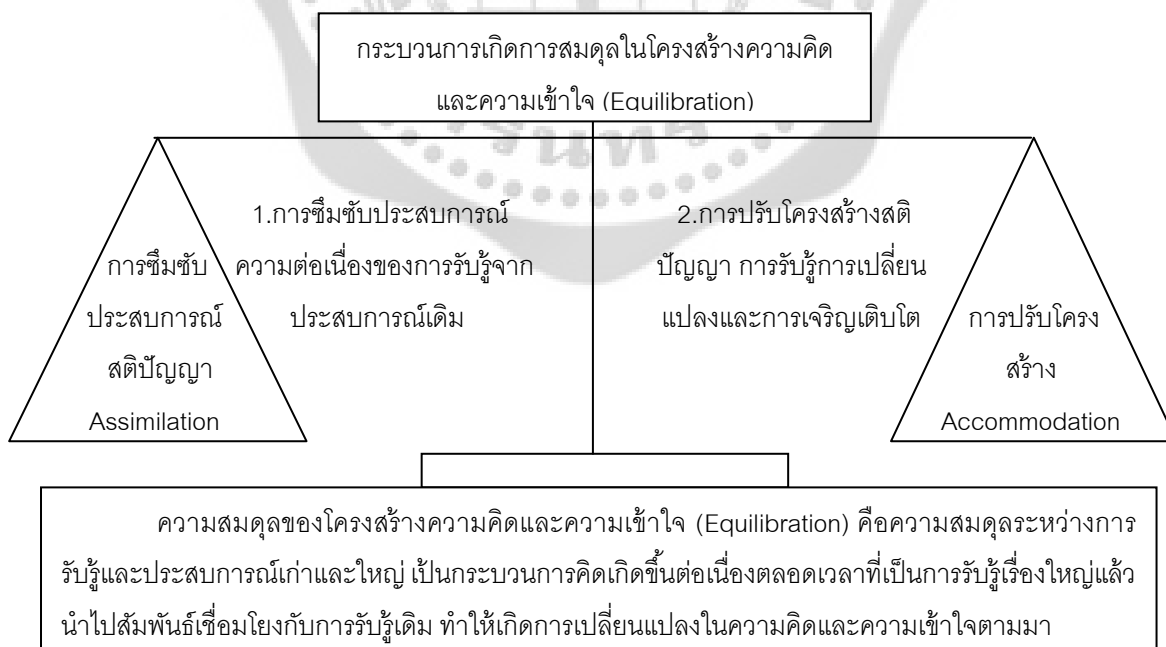 กระบวนการเกิดการสมดุลในโครงสร้างความคิด
และความเข้าใจ (Equilibration)
1.การซึมซับประสบการณ์
ความต่อเนื่องของการรับรู้จาก
ประสบการณ์เดิม
การซึมซับ
ประสบการณ์
สติปัญญา
Assimilation
2.การปรับโครงสร้างสติ
ปัญญา การรับรู้การเปลี่ยน
แปลงและการเจริญเติบโต
การปรับโครง
สร้าง
Accommodation
ความสมดุลของโครงสร้างความคิดและความเข้าใจ (Equilibration) คือความสมดุลระหว่างการ
รับรู้และประสบการณ์เก่าและใหญ่ เป็นกระบวนการคิดเกิดขึ้นต่อเนื่องตลอดเวลาที่เป็นการรับรู้เรื่องใหญ่แล้ว
นำไปสัมพันธ์เชื่อมโยงกับการรับรู้เดิม ทำให้เกิดการเปลี่ยนแปลงในความคิดและความเข้าใจตามมา